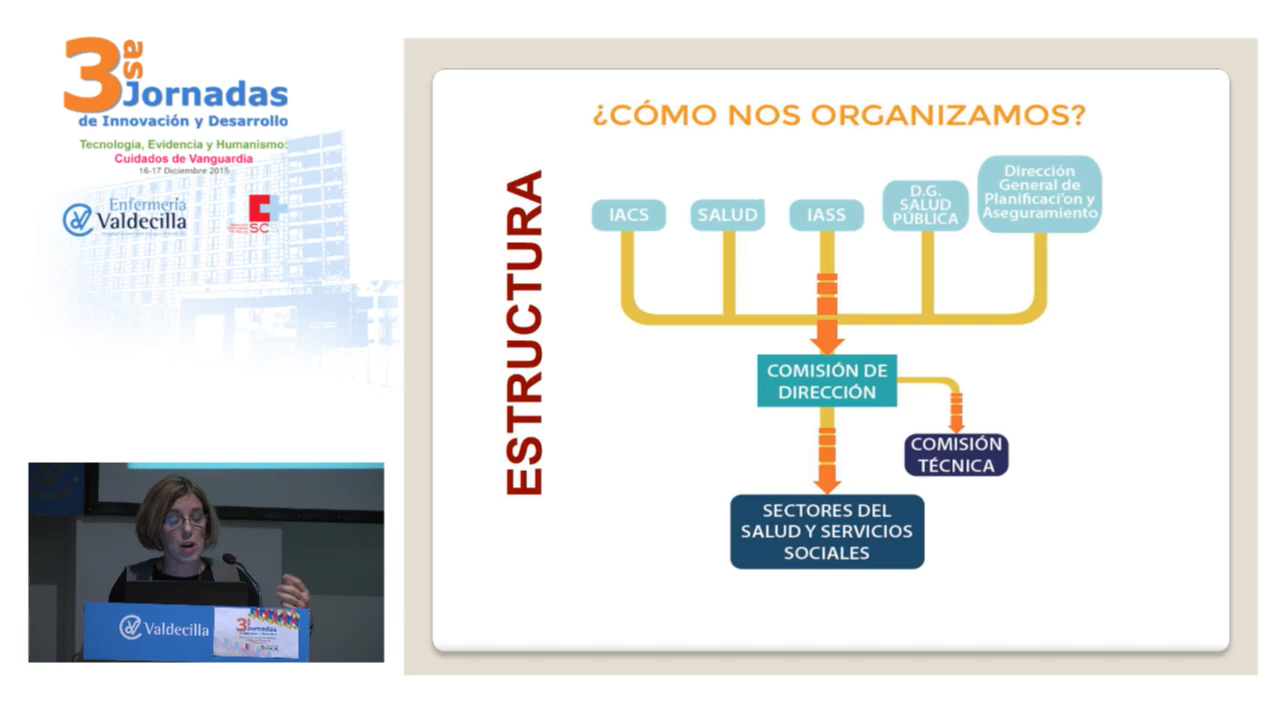 3as Jornadas
de Innovación y Desarrollo
Tecnología, Evidencia y Humanismo:
Cuidados de Vanguardia
16-17 Diciembre 2015
Enfermería
Valdecilla
SC
¿CÓMO NOS ORGANIZAMOS?
ESTRUCTURA
IACS
SALUD
IASS
D.G.
SALUD
PÚBLICA
Dirección
General de
Planificaci'on y
Aseguramiento
COMISIÓN DE
DIRECCIÓN
COMISIÓN
TÉCNICA
SECTORES DEL
SALUD Y SERVICIOS
SOCIALES
Valdecilla
3as
Jornadas